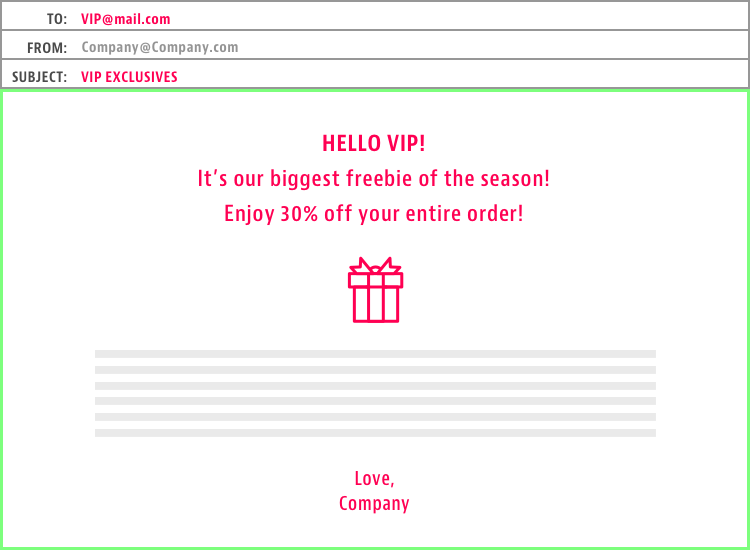 TO: VIP@mail.com
FROM: Company@Company.com
SUBJECT: VIP EXCLUSIVES
HELLO VIP!
It’s our biggest freebie of the season!
Enjoy 30% off your entire order!
Love,
Company